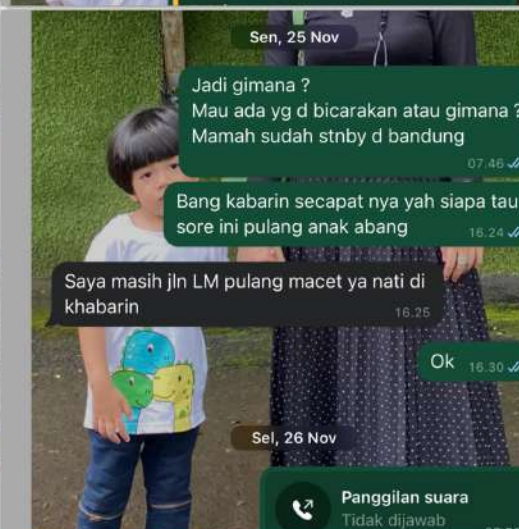 Sen, 25 Nov
Jadi gimana ?
Mau ada yg d bicarakan atau gimana ?
Mamah sudah stnby d bandung
07.46
Bang kabarin secapat nya yah siapa tau
sore ini pulang anak abang
16.24
Saya masih jln LM pulang macet ya nati di
khabarin
16.25
Ok 16.30
Sel, 26 Nov
Panggilan suara
Tidak dijawab